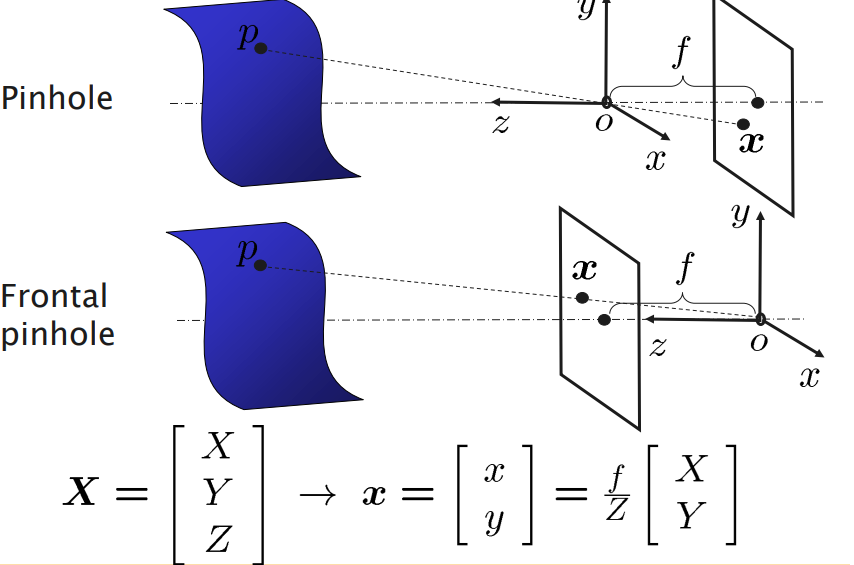 y
p
f
Pinhole
z
o
x
x
y
p
x
f
Frontal
pinhole
z
o
x
X = [ X Y Z ] → x = [ x y ] = f/Z [ X Y ]